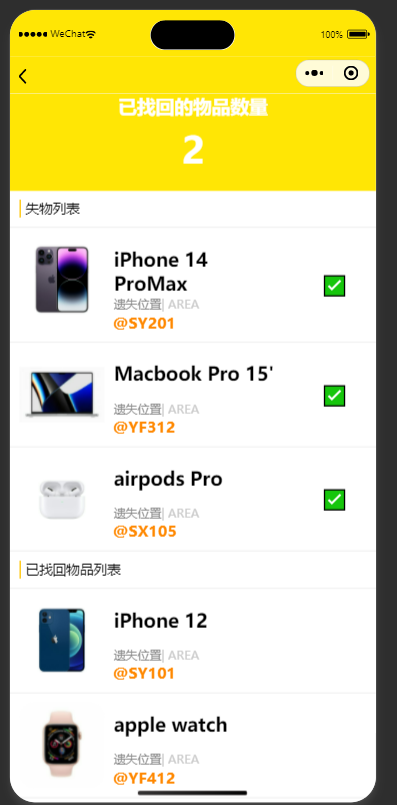 WeChat
100%
已找回的物品数量
2
失物列表
iPhone 14
ProMax
遗失位置| AREA
@SY201
Macbook Pro 15'
遗失位置| AREA
@YF312
airpods Pro
遗失位置| AREA
@SX105
已找回物品列表
iPhone 12
遗失位置| AREA
@SY101
apple watch
遗失位置| AREA
@YF412